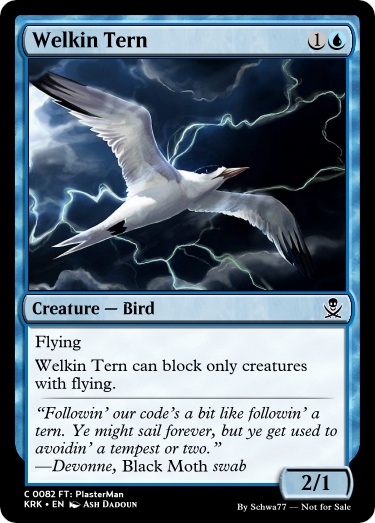 Welkin Tern 1
Creature — Bird
Flying
Welkin Tern can block only creatures
with flying.
“Followin’ our code’s a bit like followin’ a
tern. Ye might sail forever, but ye get used to
avoidin’ a tempest or two.”
—Devonne, Black Moth swab
2/1
C 0082 FT: PlasterMan
KRK • EN Ash Dadoun
By Schwa77 — Not for Sale